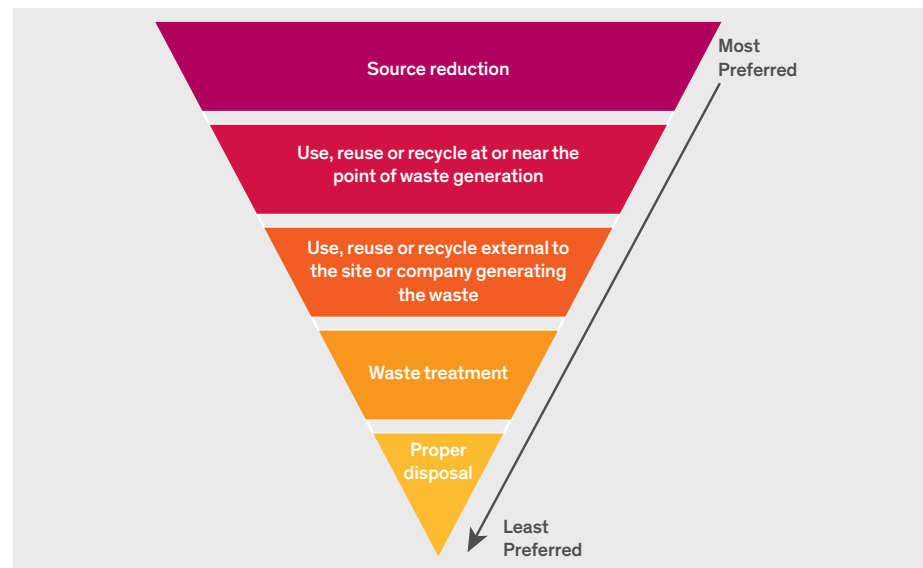 Source reduction
Most
Preferred
Use, reuse or recycle at or near the
point of waste generation
Use, reuse or recycle external to
the site or company generating
the waste
Waste treatment
Proper
disposal
Least
Preferred